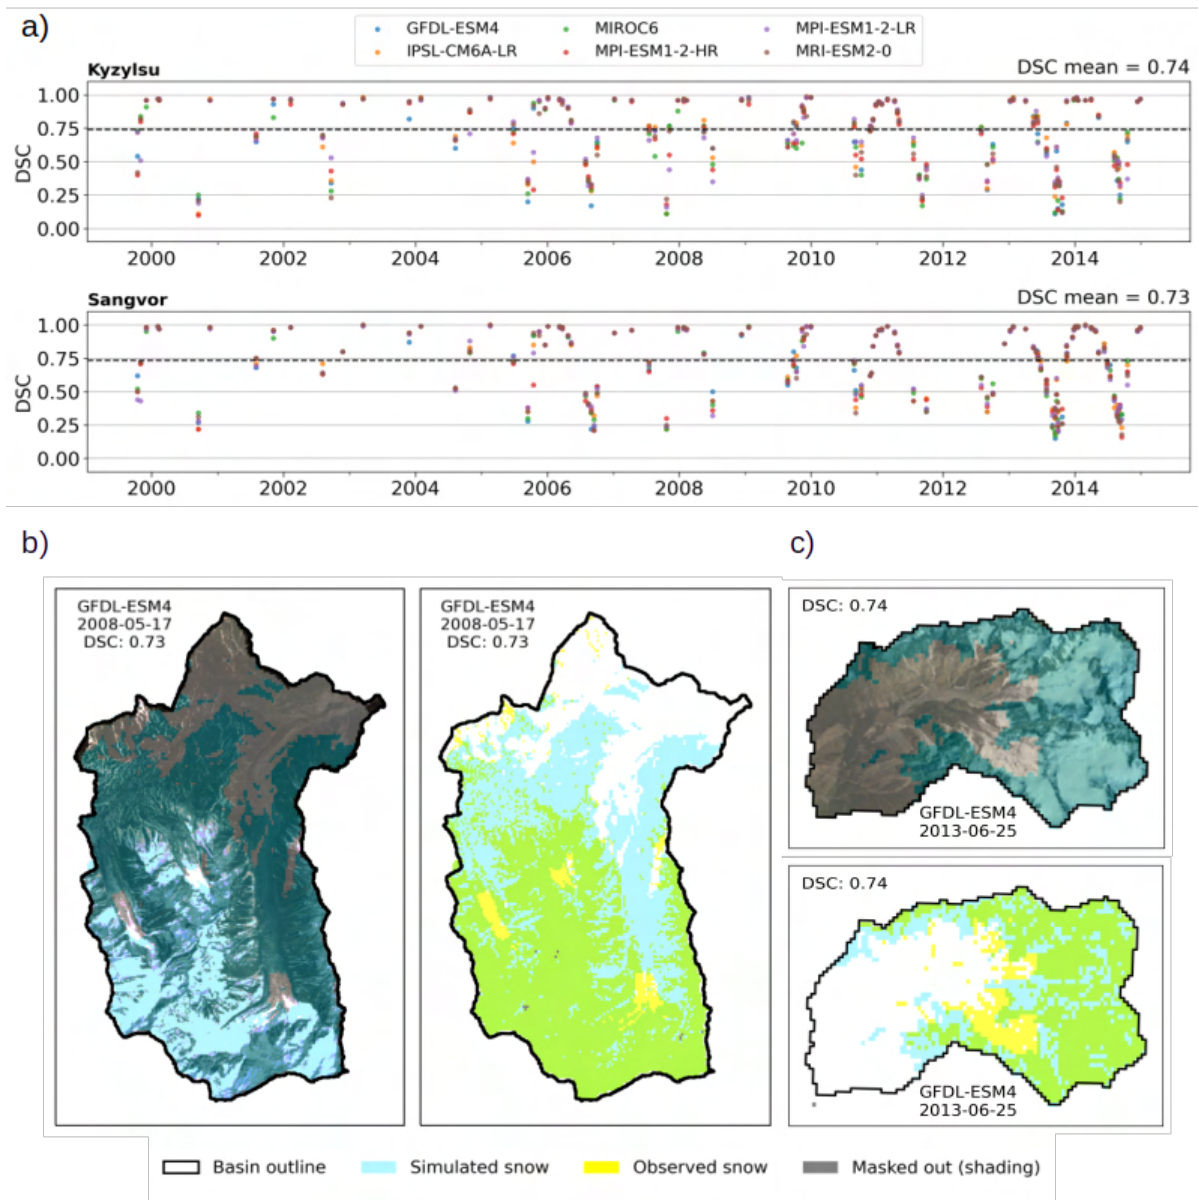 a)
GFDL-ESM4 MIROC6 MPI-ESM1-2-LR
IPSL-CM6A-LR MPI-ESM1-2-HR MRI-ESM2-0
Kyzylsu DSC mean = 0.74
1.00
0.75
0.50
0.25
0.00
DSC
2000 2002 2004 2006 2008 2010 2012 2014
Sangvor DSC mean = 0.73
1.00
0.75
0.50
0.25
0.00
DSC
2000 2002 2004 2006 2008 2010 2012 2014
b)
GFDL-ESM4
2008-05-17
DSC: 0.73
GFDL-ESM4
2008-05-17
DSC: 0.73
c)
DSC: 0.74
GFDL-ESM4
2013-06-25
DSC: 0.74
GFDL-ESM4
2013-06-25
Basin outline Simulated snow Observed snow Masked out (shading)